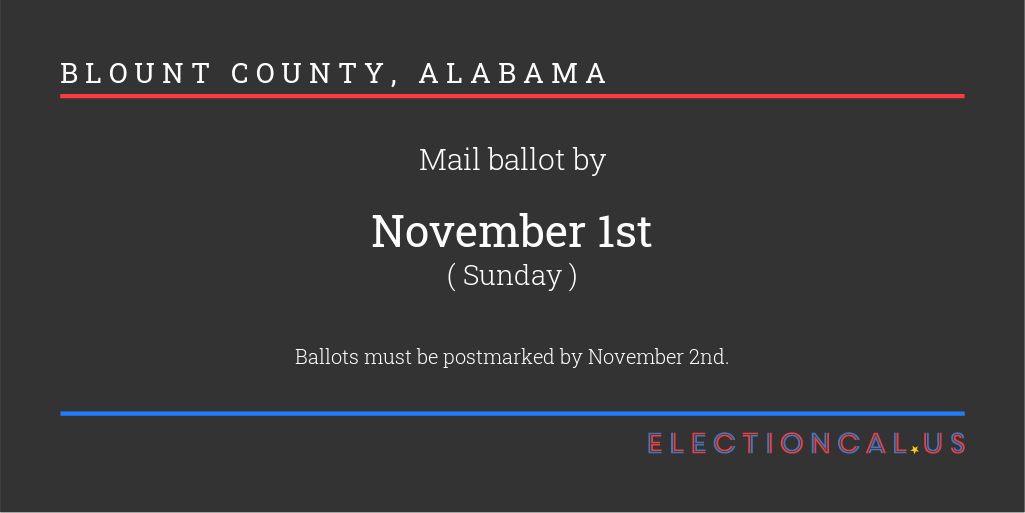 BLOUNT COUNTY, ALABAMA
Mail ballot by
November 1st
( Sunday )
Ballots must be postmarked by November 2nd.
ELECTIONCAL.US